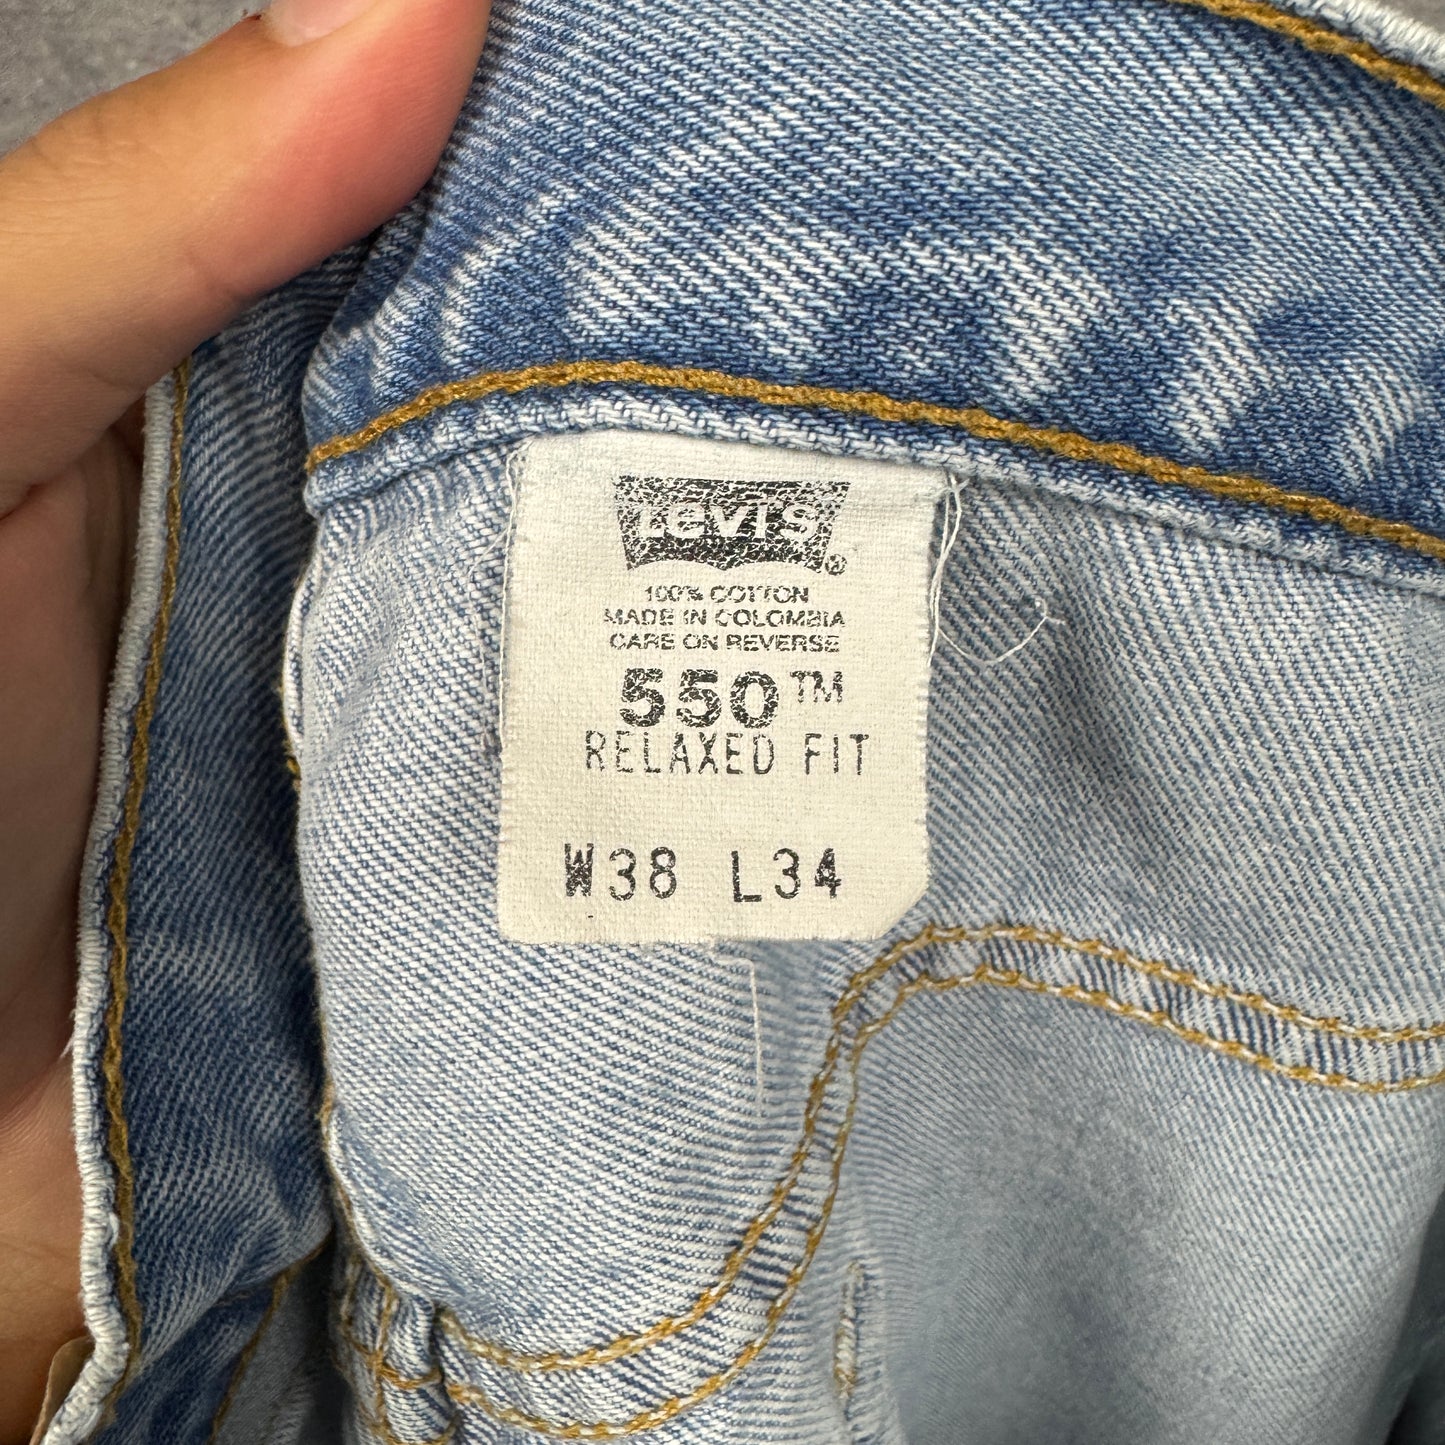 Levi's®
100% COTTON
MADE IN COLOMBIA
CARE ON REVERSE
550™
RELAXED FIT
W38 L34